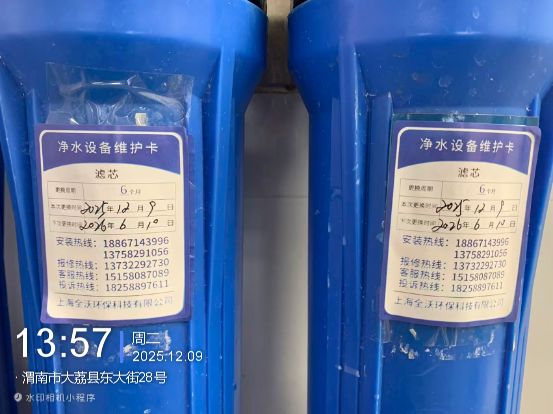 净水设备维护卡
滤芯
更换周期 6个月
本次更换时间 2025年12月9日
下次更换时间 2026年6月10日
安装热线：18867143996
13758291056
报修热线：13732292730
客服热线：15158087089
投诉热线：18258897611
上海全沃环保科技有限公司
净水设备维护卡
滤芯
更换周期 6个月
本次更换时间 2025年12月9日
下次更换时间 2026年6月10日
安装热线：18867143996
13758291056
报修热线：13732292730
客服热线：15158087089
投诉热线：18258897611
上海全沃环保科技有限公司
13:57 周二
2025.12.09
渭南市大荔县东大街28号
水印相机小程序